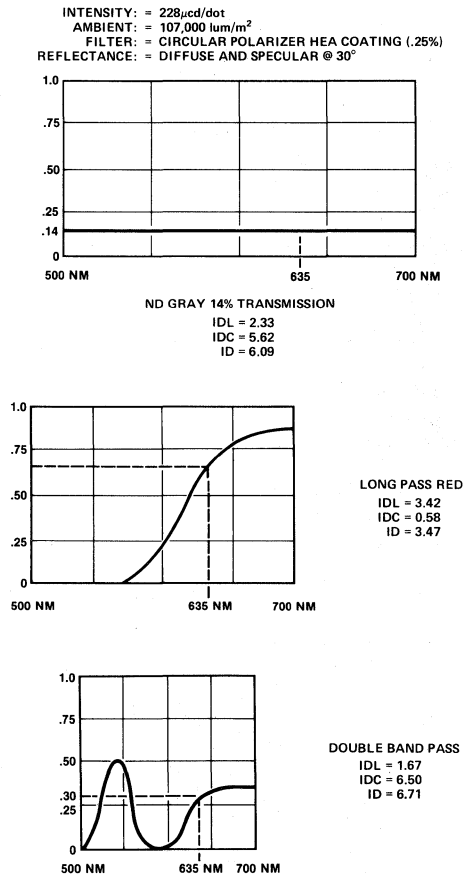 INTENSITY: = 228μcd/dot
AMBIENT: = 107,000 lum/m²
FILTER: = CIRCULAR POLARIZER HEA COATING (.25%)
REFLECTANCE: = DIFFUSE AND SPECULAR @ 30°
1.0
.75
.50
.25
.14
0
500 NM
635
700 NM
ND GRAY 14% TRANSMISSION
IDL = 2.33
IDC = 5.62
ID = 6.09
1.0
.75
.50
.25
0
500 NM
635 NM
700 NM
LONG PASS RED
IDL = 3.42
IDC = 0.58
ID = 3.47
1.0
.75
.50
.30
.25
0
500 NM
635 NM
700 NM
DOUBLE BAND PASS
IDL = 1.67
IDC = 6.50
ID = 6.71